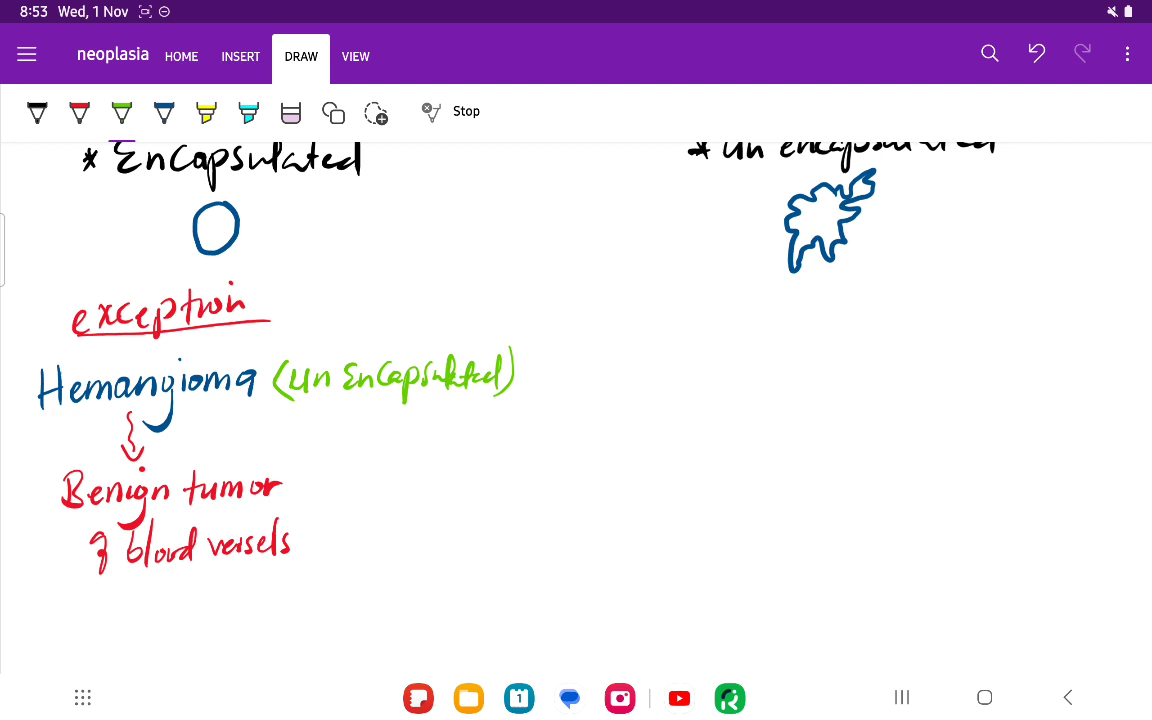 8:53 Wed, 1 Nov
neoplasia HOME INSERT DRAW VIEW
Stop
* Encapsulated
* un encapsulated
exception
Hemangioma (un Encapsulated)
Benign tumor
of blood vessels
1